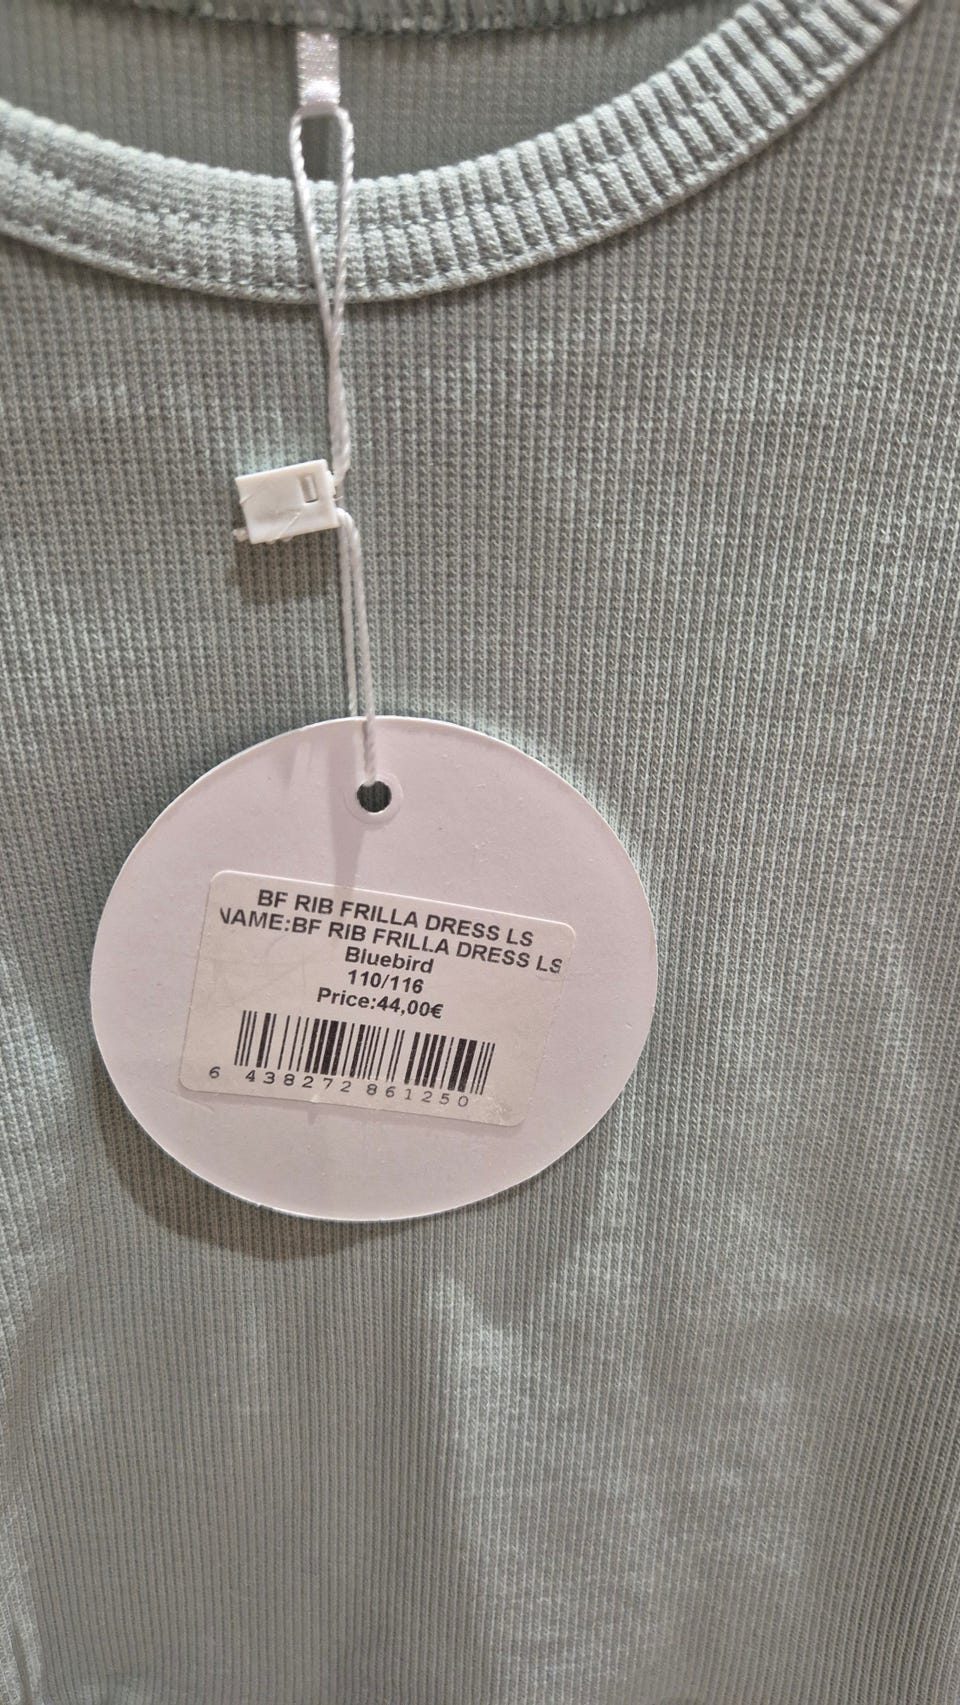 BF RIB FRILLA DRESS LS
NAME:BF RIB FRILLA DRESS LS
Bluebird
110/116
Price:44,00€
6 438272 861250